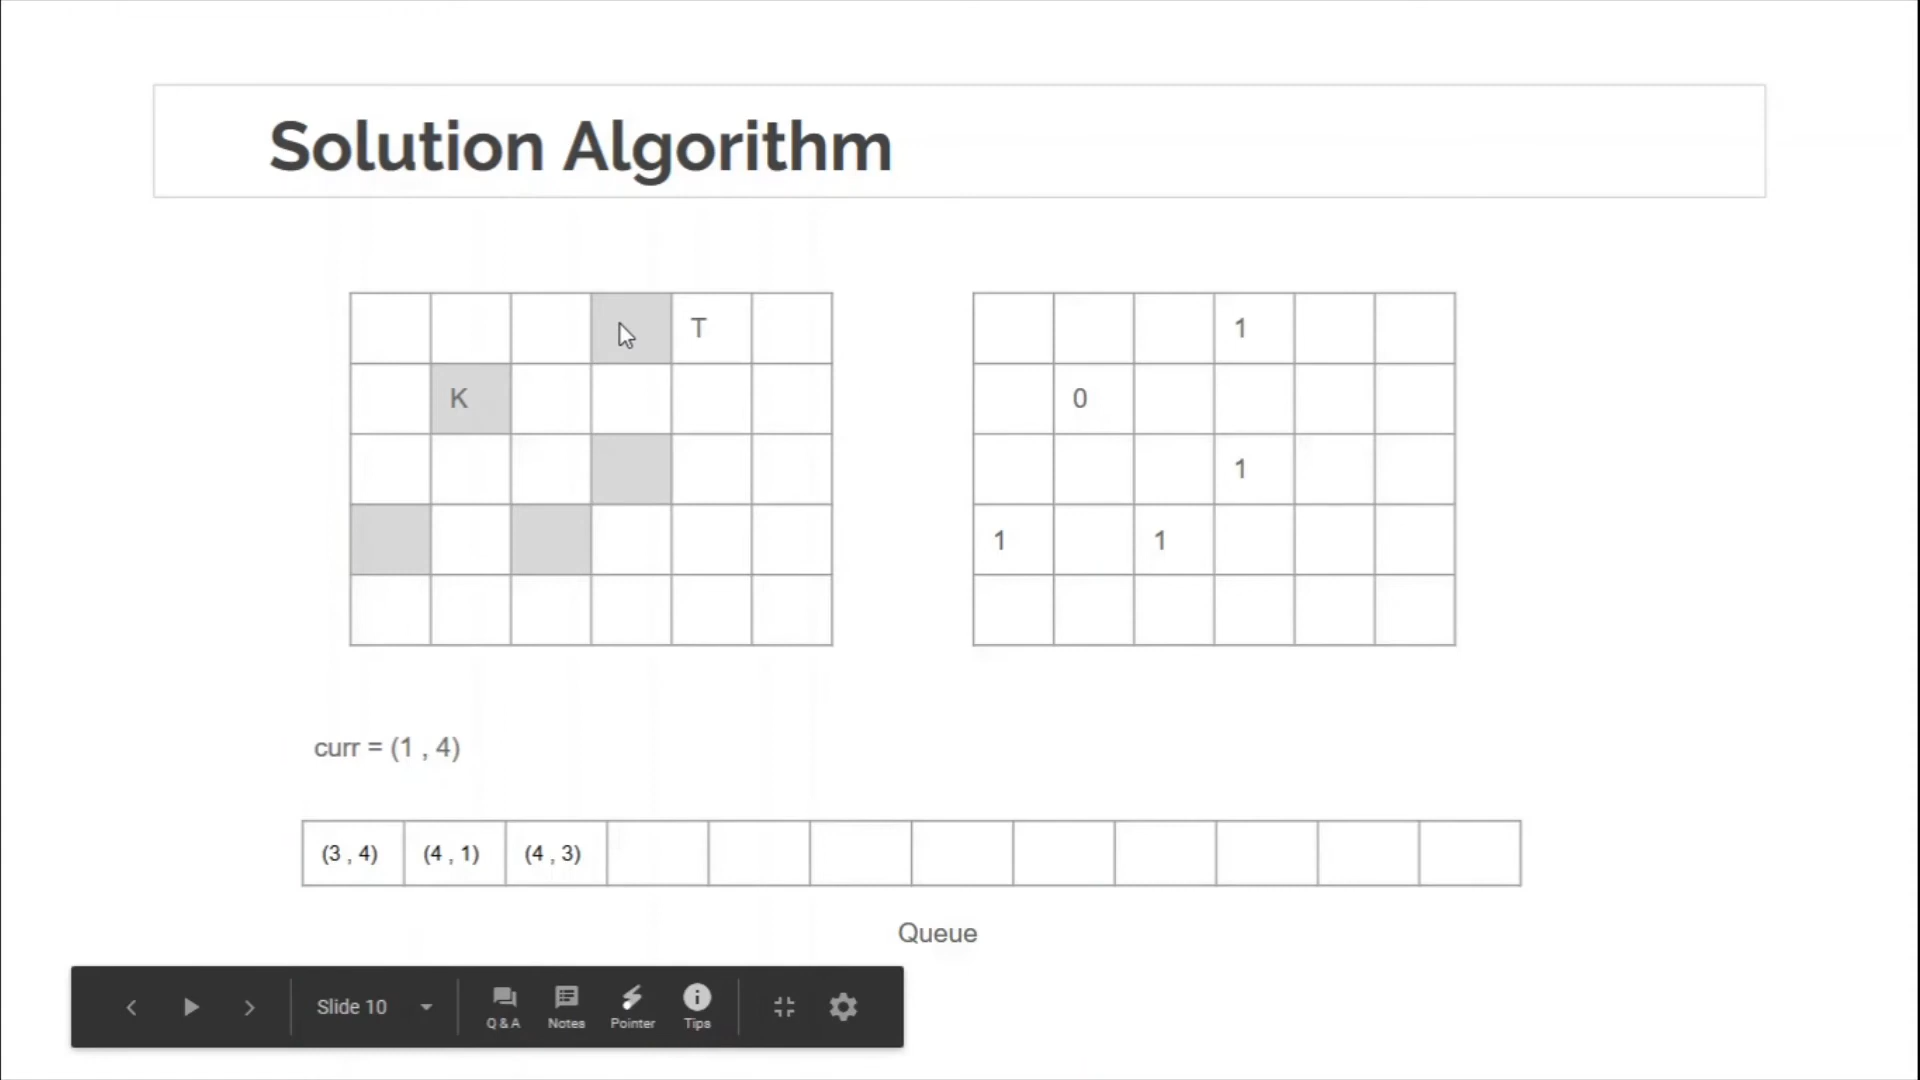 Solution Algorithm
T
K
1
0
1
1 1
curr = (1 , 4)
(3 , 4) (4 , 1) (4 , 3)
Queue
Slide 10 Q & A Notes Pointer Tips